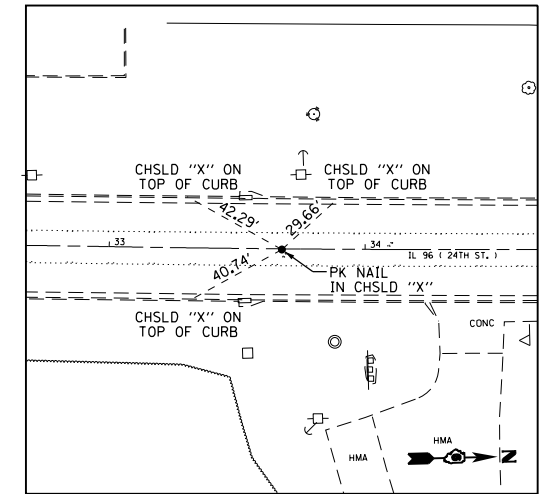 CHSLD "X" ON
TOP OF CURB
CHSLD "X" ON
TOP OF CURB
42.29'
29.66'
33
34
IL 96 ( 24TH ST. )
40.74'
PK NAIL
IN CHSLD "X"
CHSLD "X" ON
TOP OF CURB
CONC
HMA
HMA
N